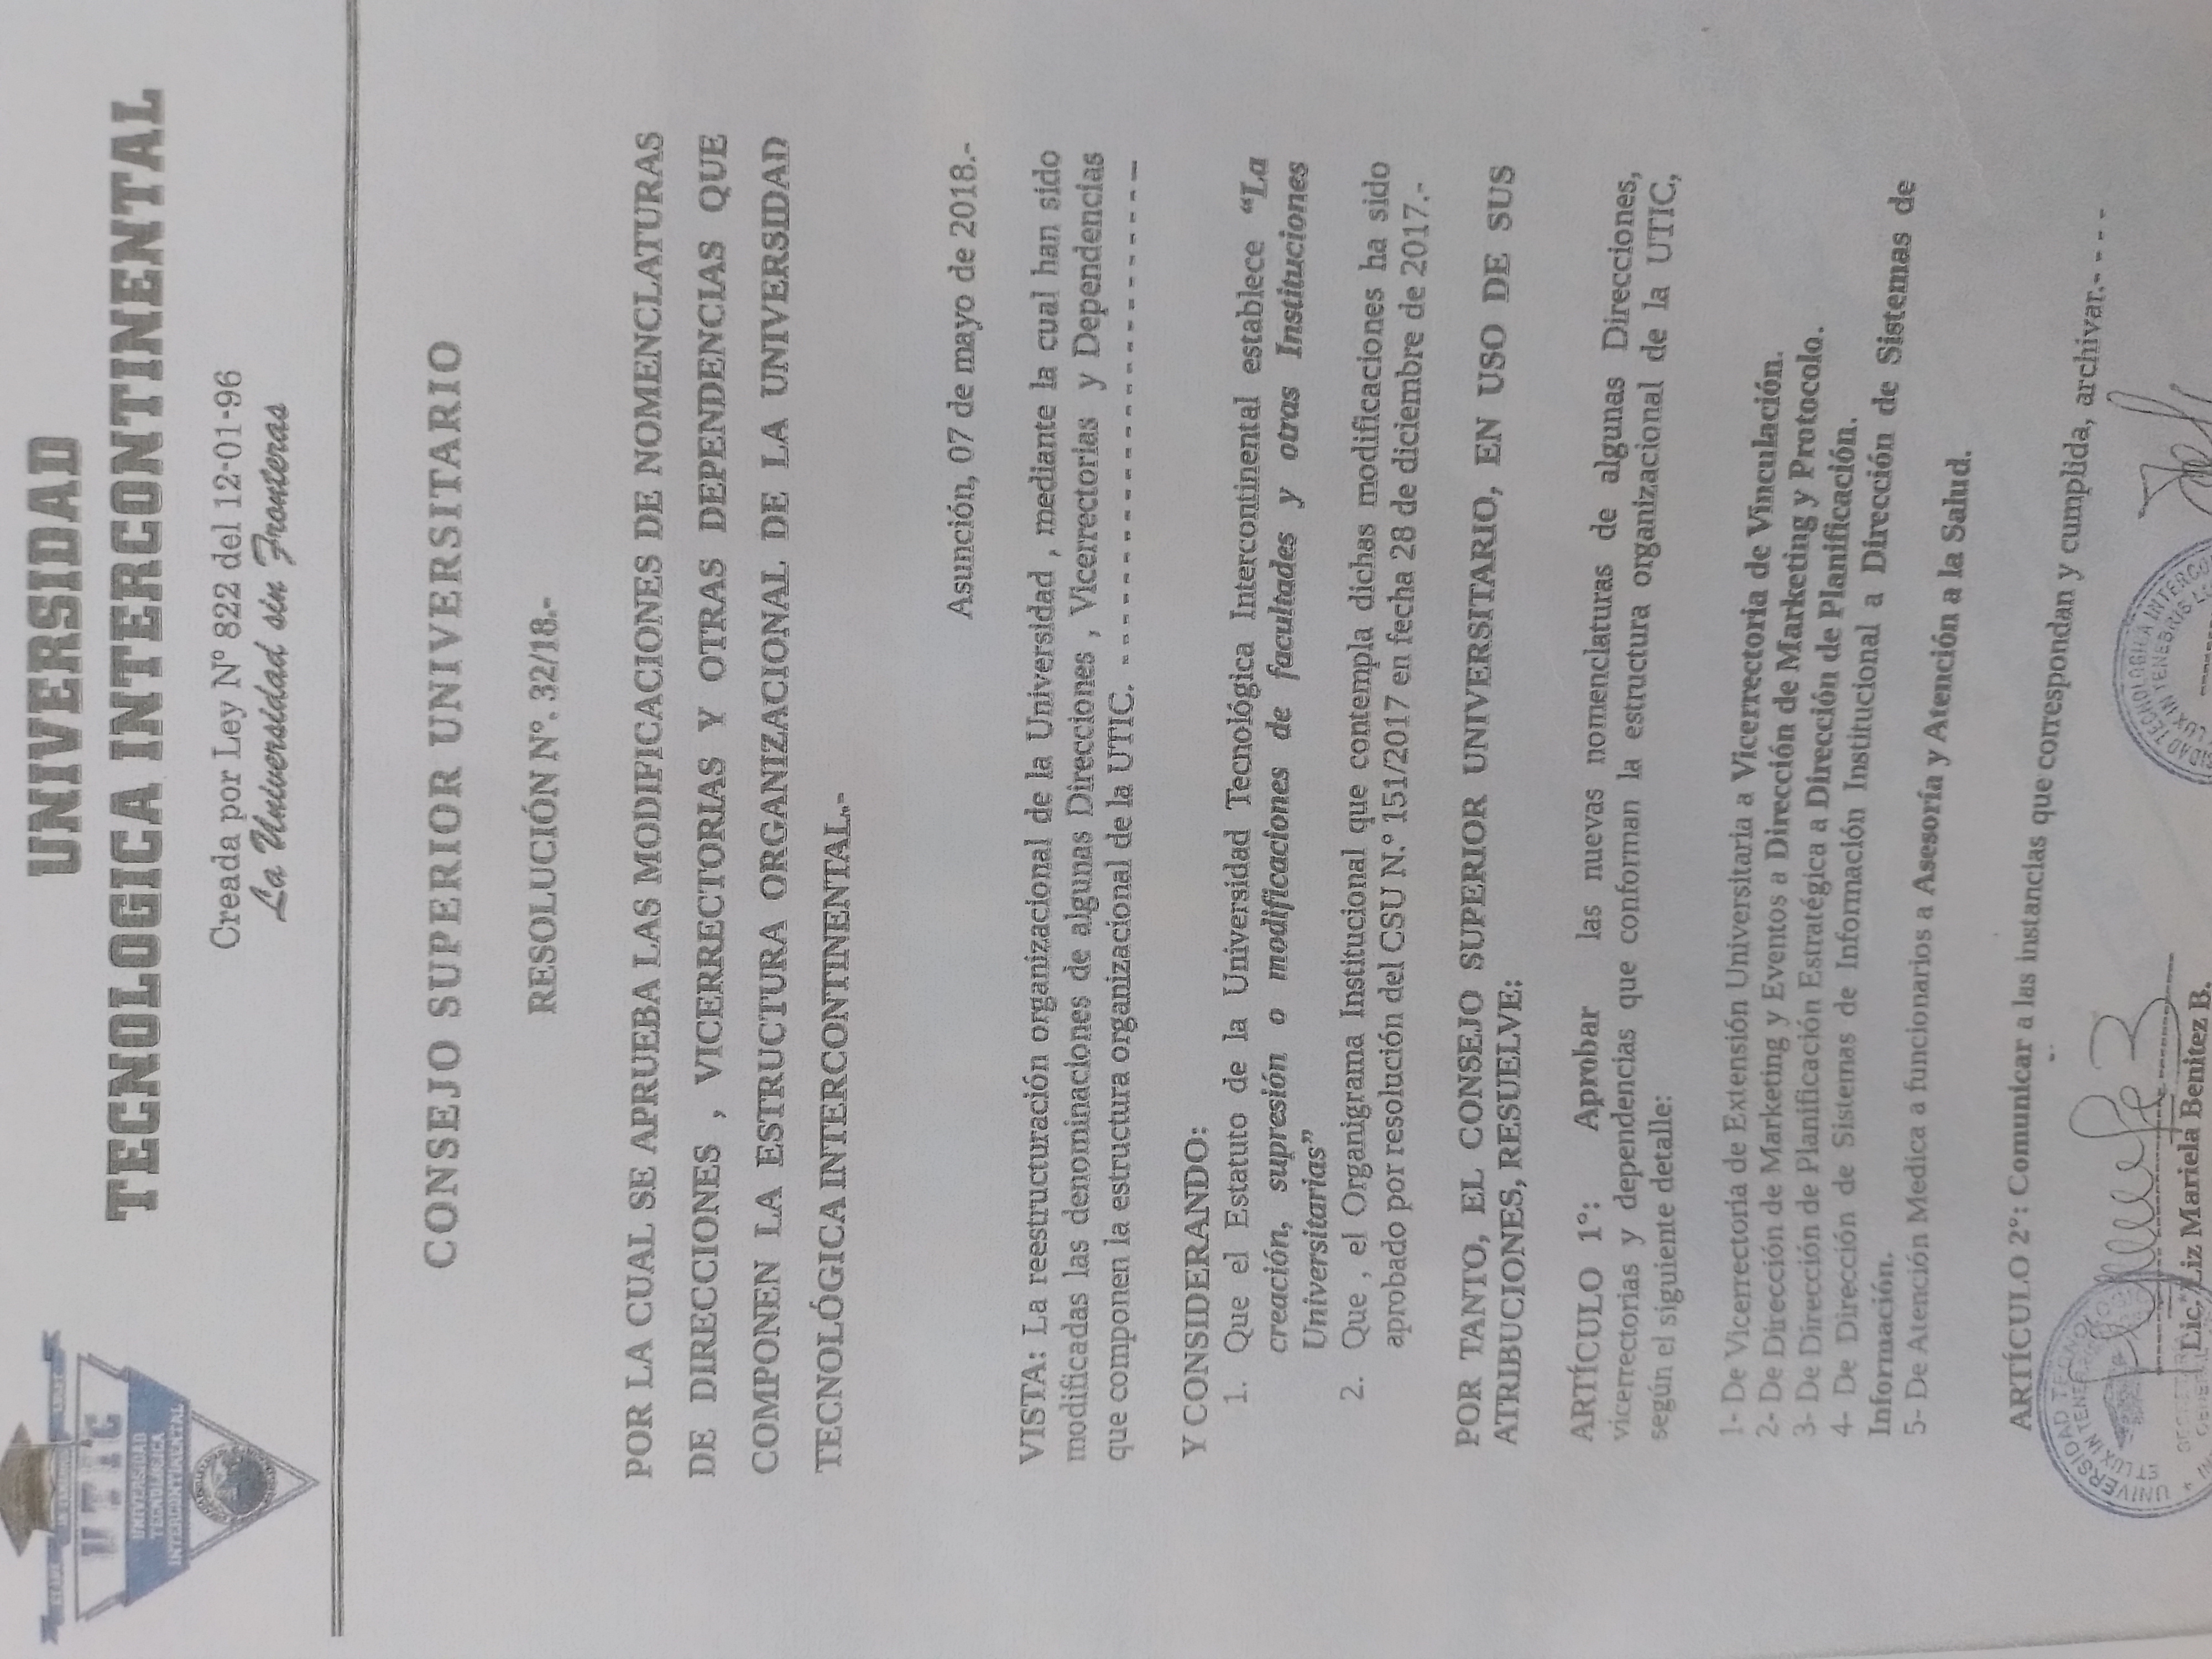 ET LUX IN TENEBRIS LUCET
UTIC
UNIVERSIDAD
TECNOLOGICA
INTERCONTINENTAL
UNIVERSIDAD
TECNOLOGICA INTERCONTINENTAL
Creada por Ley Nº 822 del 12-01-96
La Universidad sin Fronteras
CONSEJO SUPERIOR UNIVERSITARIO
RESOLUCIÓN Nº. 32/18.-
POR LA CUAL SE APRUEBA LAS MODIFICACIONES DE NOMENCLATURAS
DE DIRECCIONES , VICERRECTORIAS Y OTRAS DEPENDENCIAS QUE
COMPONEN LA ESTRUCTURA ORGANIZACIONAL DE LA UNIVERSIDAD
TECNOLÓGICA INTERCONTINENTAL.-
Asunción, 07 de mayo de 2018.-
VISTA: La reestructuración organizacional de la Universidad , mediante la cual han sido
modificadas las denominaciones de algunas Direcciones , Vicerrectorias y Dependencias
que componen la estructura organizacional de la UTIC. - - - - - - - - - - - - - - - - - - - - - - - - - -
Y CONSIDERANDO:
1. Que el Estatuto de la Universidad Tecnológica Intercontinental establece “La
creación, supresión o modificaciones de facultades y otras Instituciones
Universitarias”
2. Que , el Organigrama Institucional que contempla dichas modificaciones ha sido
aprobado por resolución del CSU N.º 151/2017 en fecha 28 de diciembre de 2017.-
POR TANTO, EL CONSEJO SUPERIOR UNIVERSITARIO, EN USO DE SUS
ATRIBUCIONES, RESUELVE:
ARTÍCULO 1º: Aprobar las nuevas nomenclaturas de algunas Direcciones,
vicerrectorias y dependencias que conforman la estructura organizacional de la UTIC,
según el siguiente detalle:
1- De Vicerrectoria de Extensión Universitaria a Vicerrectoria de Vinculación.
2- De Dirección de Marketing y Eventos a Dirección de Marketing y Protocolo.
3- De Dirección de Planificación Estratégica a Dirección de Planificación.
4- De Dirección de Sistemas de Información Institucional a Dirección de Sistemas de
Información.
5- De Atención Medica a funcionarios a Asesoría y Atención a la Salud.
ARTÍCULO 2º: Comunicar a las instancias que correspondan y cumplida, archivar.- - - -
UNIVERSIDAD TECNOLOGICA
ET LUX IN TENEBRIS
SECRETARIA
GENERAL
Lic. Liz Mariela Benitez B.
TECNOLOGICA
LUX IN TENEBRIS